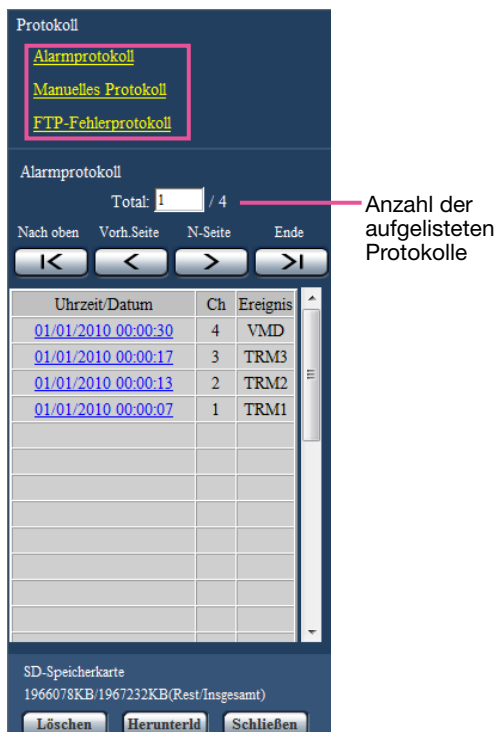 Protokoll
Alarmprotokoll
Manuelles Protokoll
FTP-Fehlerprotokoll
Alarmprotokoll
Total: 1 / 4
Anzahl der
aufgelisteten
Protokolle
Nach oben Vorh.Seite N-Seite Ende
Uhrzeit/Datum Ch Ereignis
01/01/2010 00:00:30 4 VMD
01/01/2010 00:00:17 3 TRM3
01/01/2010 00:00:13 2 TRM2
01/01/2010 00:00:07 1 TRM1
SD-Speicherkarte
1966078KB/1967232KB(Rest/Insgesamt)
Löschen Herunterld Schließen